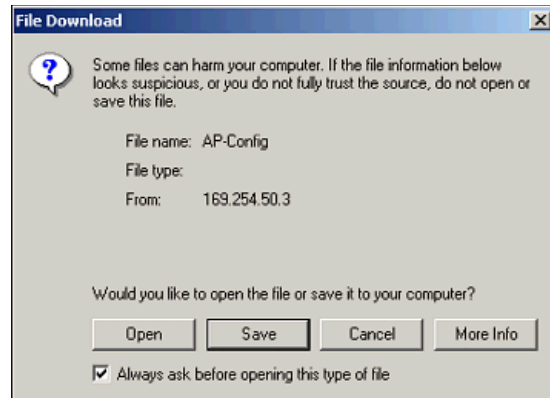 File Download
Some files can harm your computer. If the file information below
looks suspicious, or you do not fully trust the source, do not open or
save this file.
File name: AP-Config
File type:
From: 169.254.50.3
Would you like to open the file or save it to your computer?
Open Save Cancel More Info
Always ask before opening this type of file